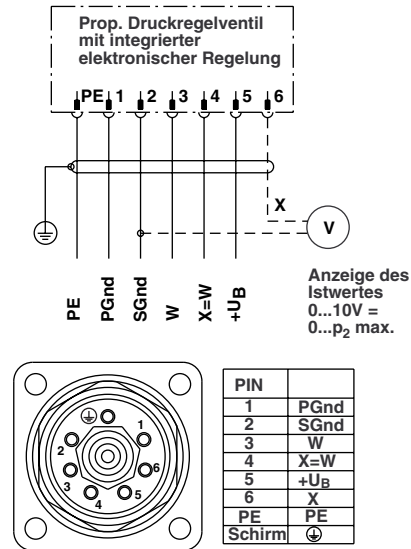 Prop. Druckregelventil
mit integrierter
elektronischer Regelung
PE 1 2 3 4 5 6
X
V
PE
PGnd
SGnd
W
X=W
+UB
Anzeige des
Istwertes
0...10V =
0...p2 max.
1
2
3
4
5
6
PIN
1 PGnd
2 SGnd
3 W
4 X=W
5 +UB
6 X
PE PE
Schirm